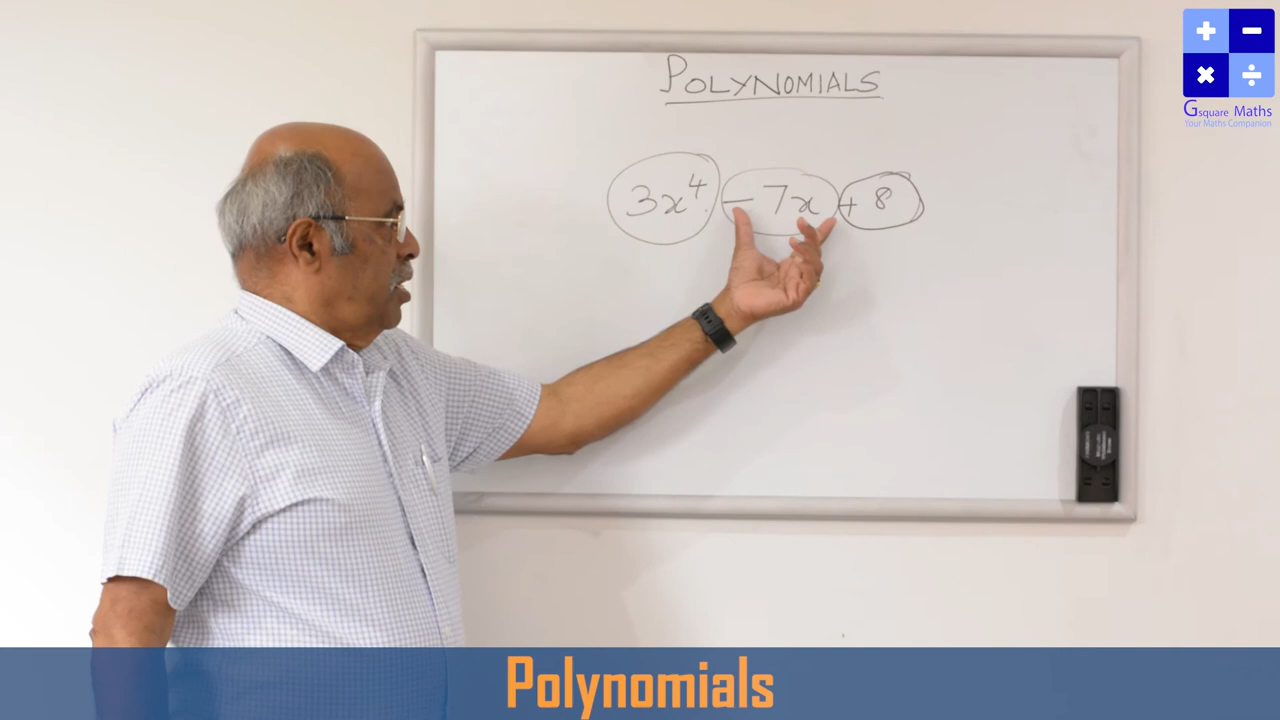 POLYNOMIALS
3x⁴ - 7x + 8
+ -
× ÷
Gsquare Maths
Your Maths Companion
Polynomials